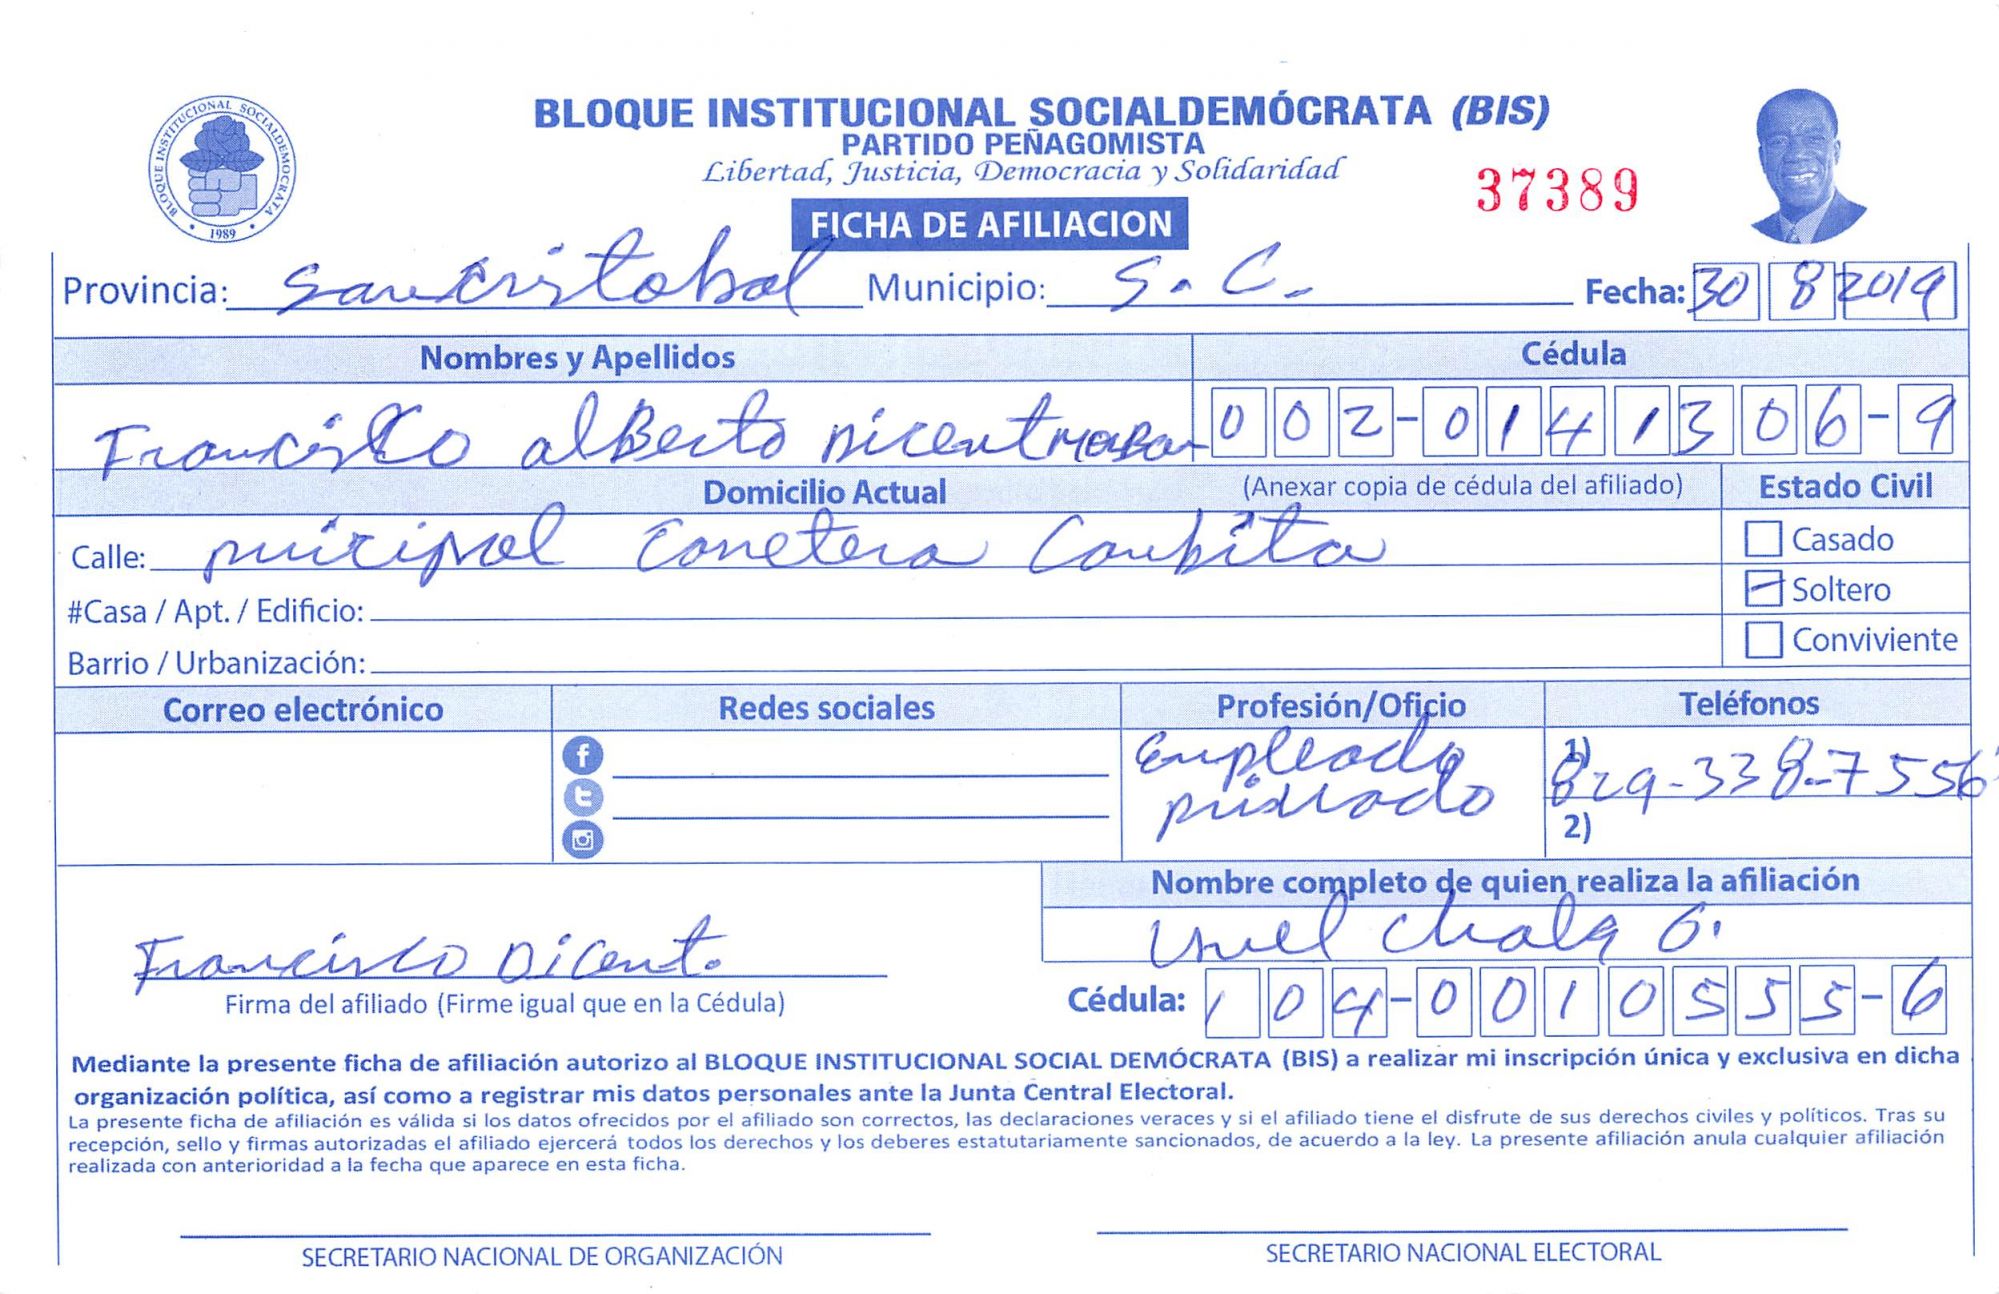 BLOQUE INSTITUCIONAL SOCIALDEMÓCRATA (BIS)
PARTIDO PEÑAGOMISTA
Libertad, Justicia, Democracia y Solidaridad
37389
BLOQUE INSTITUCIONAL SOCIALDEMOCRATA
1989
FICHA DE AFILIACION
Provincia: San cristobal Municipio: S. C. Fecha: 30 8 2019
Nombres y Apellidos Cédula
Francisco alBerto 002-0141306-9
Domicilio Actual (Anexar copia de cédula del afiliado) Estado Civil
Calle: Casado
#Casa / Apt. / Edificio: Soltero
Barrio / Urbanización: Conviviente
Correo electrónico Redes sociales Profesión/Oficio Teléfonos
Empleado
1) 829-338-7556
2)
Nombre completo de quien realiza la afiliación
Francisco Dicent.
Firma del afiliado (Firme igual que en la Cédula) Cédula: 104-0010555-6
Mediante la presente ficha de afiliación autorizo al BLOQUE INSTITUCIONAL SOCIAL DEMÓCRATA (BIS) a realizar mi inscripción única y exclusiva en dicha
organización política, así como a registrar mis datos personales ante la Junta Central Electoral.
La presente ficha de afiliación es válida si los datos ofrecidos por el afiliado son correctos, las declaraciones veraces y si el afiliado tiene el disfrute de sus derechos civiles y políticos. Tras su
recepción, sello y firmas autorizadas el afiliado ejercerá todos los derechos y los deberes estatutariamente sancionados, de acuerdo a la ley. La presente afiliación anula cualquier afiliación
realizada con anterioridad a la fecha que aparece en esta ficha.
SECRETARIO NACIONAL DE ORGANIZACIÓN SECRETARIO NACIONAL ELECTORAL